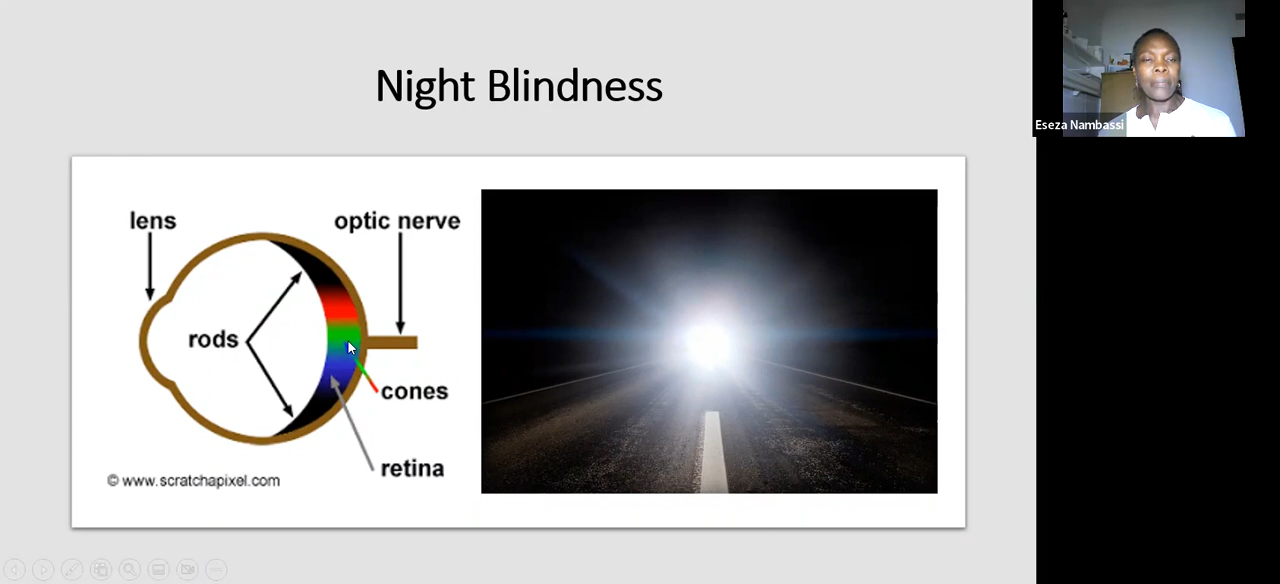 Night Blindness
Eseza Nambassi
lens
optic nerve
rods
cones
retina
© www.scratchapixel.com